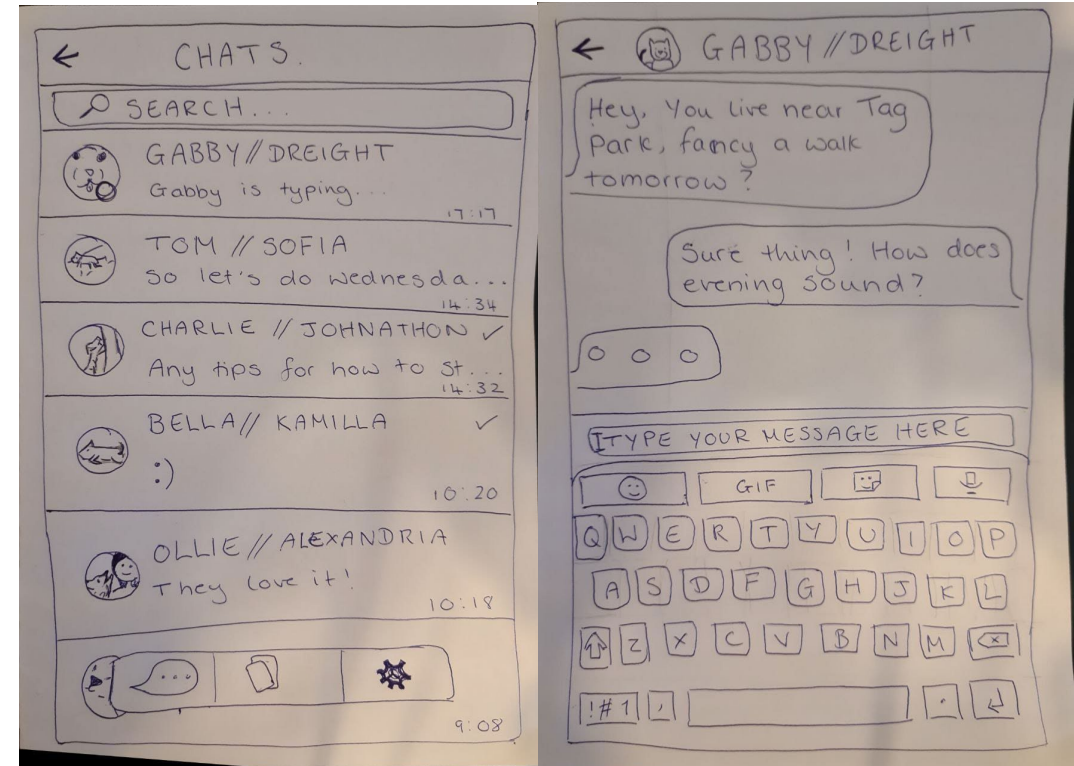 CHATS.
SEARCH...
GABBY//DREIGHT
Gabby is typing...
17:17
TOM // SOFIA
So let's do wednesda...
14:34
CHARLIE // JOHNATHON ✓
Any tips for how to st...
14:32
BELLA// KAMILLA ✓
:)
10:20
OLLIE // ALEXANDRIA
They love it!
10:18
...
9:08
GABBY //DREIGHT
Hey, You live near Tag
Park, fancy a walk
tomorrow?
Sure thing! How does
evening sound?
TYPE YOUR MESSAGE HERE
GIF
Q W E R T Y U I O P
A S D F G H J K L
Z X C V B N M
!#1 , .